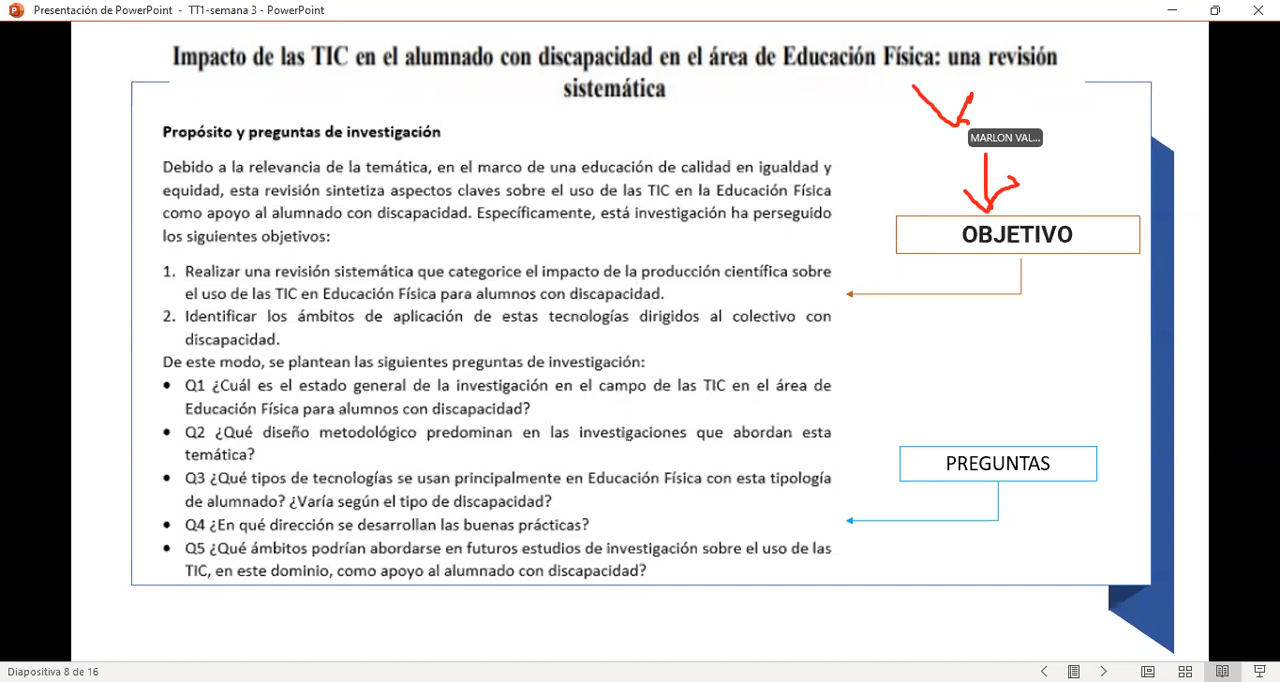 Presentación de PowerPoint - TT1-semana 3 - PowerPoint
Impacto de las TIC en el alumnado con discapacidad en el área de Educación Física: una revisión
sistemática
Propósito y preguntas de investigación
Debido a la relevancia de la temática, en el marco de una educación de calidad en igualdad y
equidad, esta revisión sintetiza aspectos claves sobre el uso de las TIC en la Educación Física
como apoyo al alumnado con discapacidad. Específicamente, está investigación ha perseguido
los siguientes objetivos:
1. Realizar una revisión sistemática que categorice el impacto de la producción científica sobre
el uso de las TIC en Educación Física para alumnos con discapacidad.
2. Identificar los ámbitos de aplicación de estas tecnologías dirigidos al colectivo con
discapacidad.
De este modo, se plantean las siguientes preguntas de investigación:
• Q1 ¿Cuál es el estado general de la investigación en el campo de las TIC en el área de
Educación Física para alumnos con discapacidad?
• Q2 ¿Qué diseño metodológico predominan en las investigaciones que abordan esta
temática?
• Q3 ¿Qué tipos de tecnologías se usan principalmente en Educación Física con esta tipología
de alumnado? ¿Varía según el tipo de discapacidad?
• Q4 ¿En qué dirección se desarrollan las buenas prácticas?
• Q5 ¿Qué ámbitos podrían abordarse en futuros estudios de investigación sobre el uso de las
TIC, en este dominio, como apoyo al alumnado con discapacidad?
MARLON VAL...
OBJETIVO
PREGUNTAS
Diapositiva 8 de 16